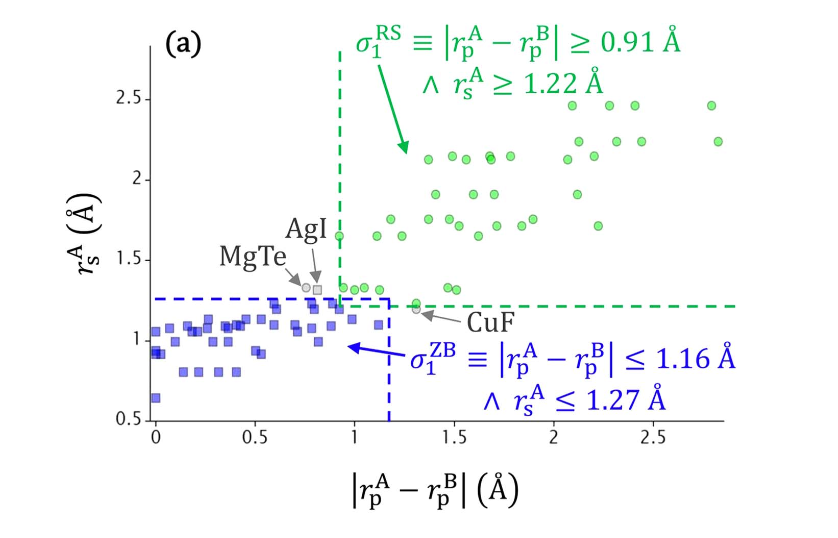 (a)
σ₁ᴿˢ ≡ |rₚᴬ − rₚᴮ| ≥ 0.91 Å
∧ rₛᴬ ≥ 1.22 Å
2.5
2
1.5
1
0.5
rₛᴬ (Å)
AgI
MgTe
CuF
σ₁ᶻᴮ ≡ |rₚᴬ − rₚᴮ| ≤ 1.16 Å
∧ rₛᴬ ≤ 1.27 Å
0 0.5 1 1.5 2 2.5
|rₚᴬ − rₚᴮ| (Å)